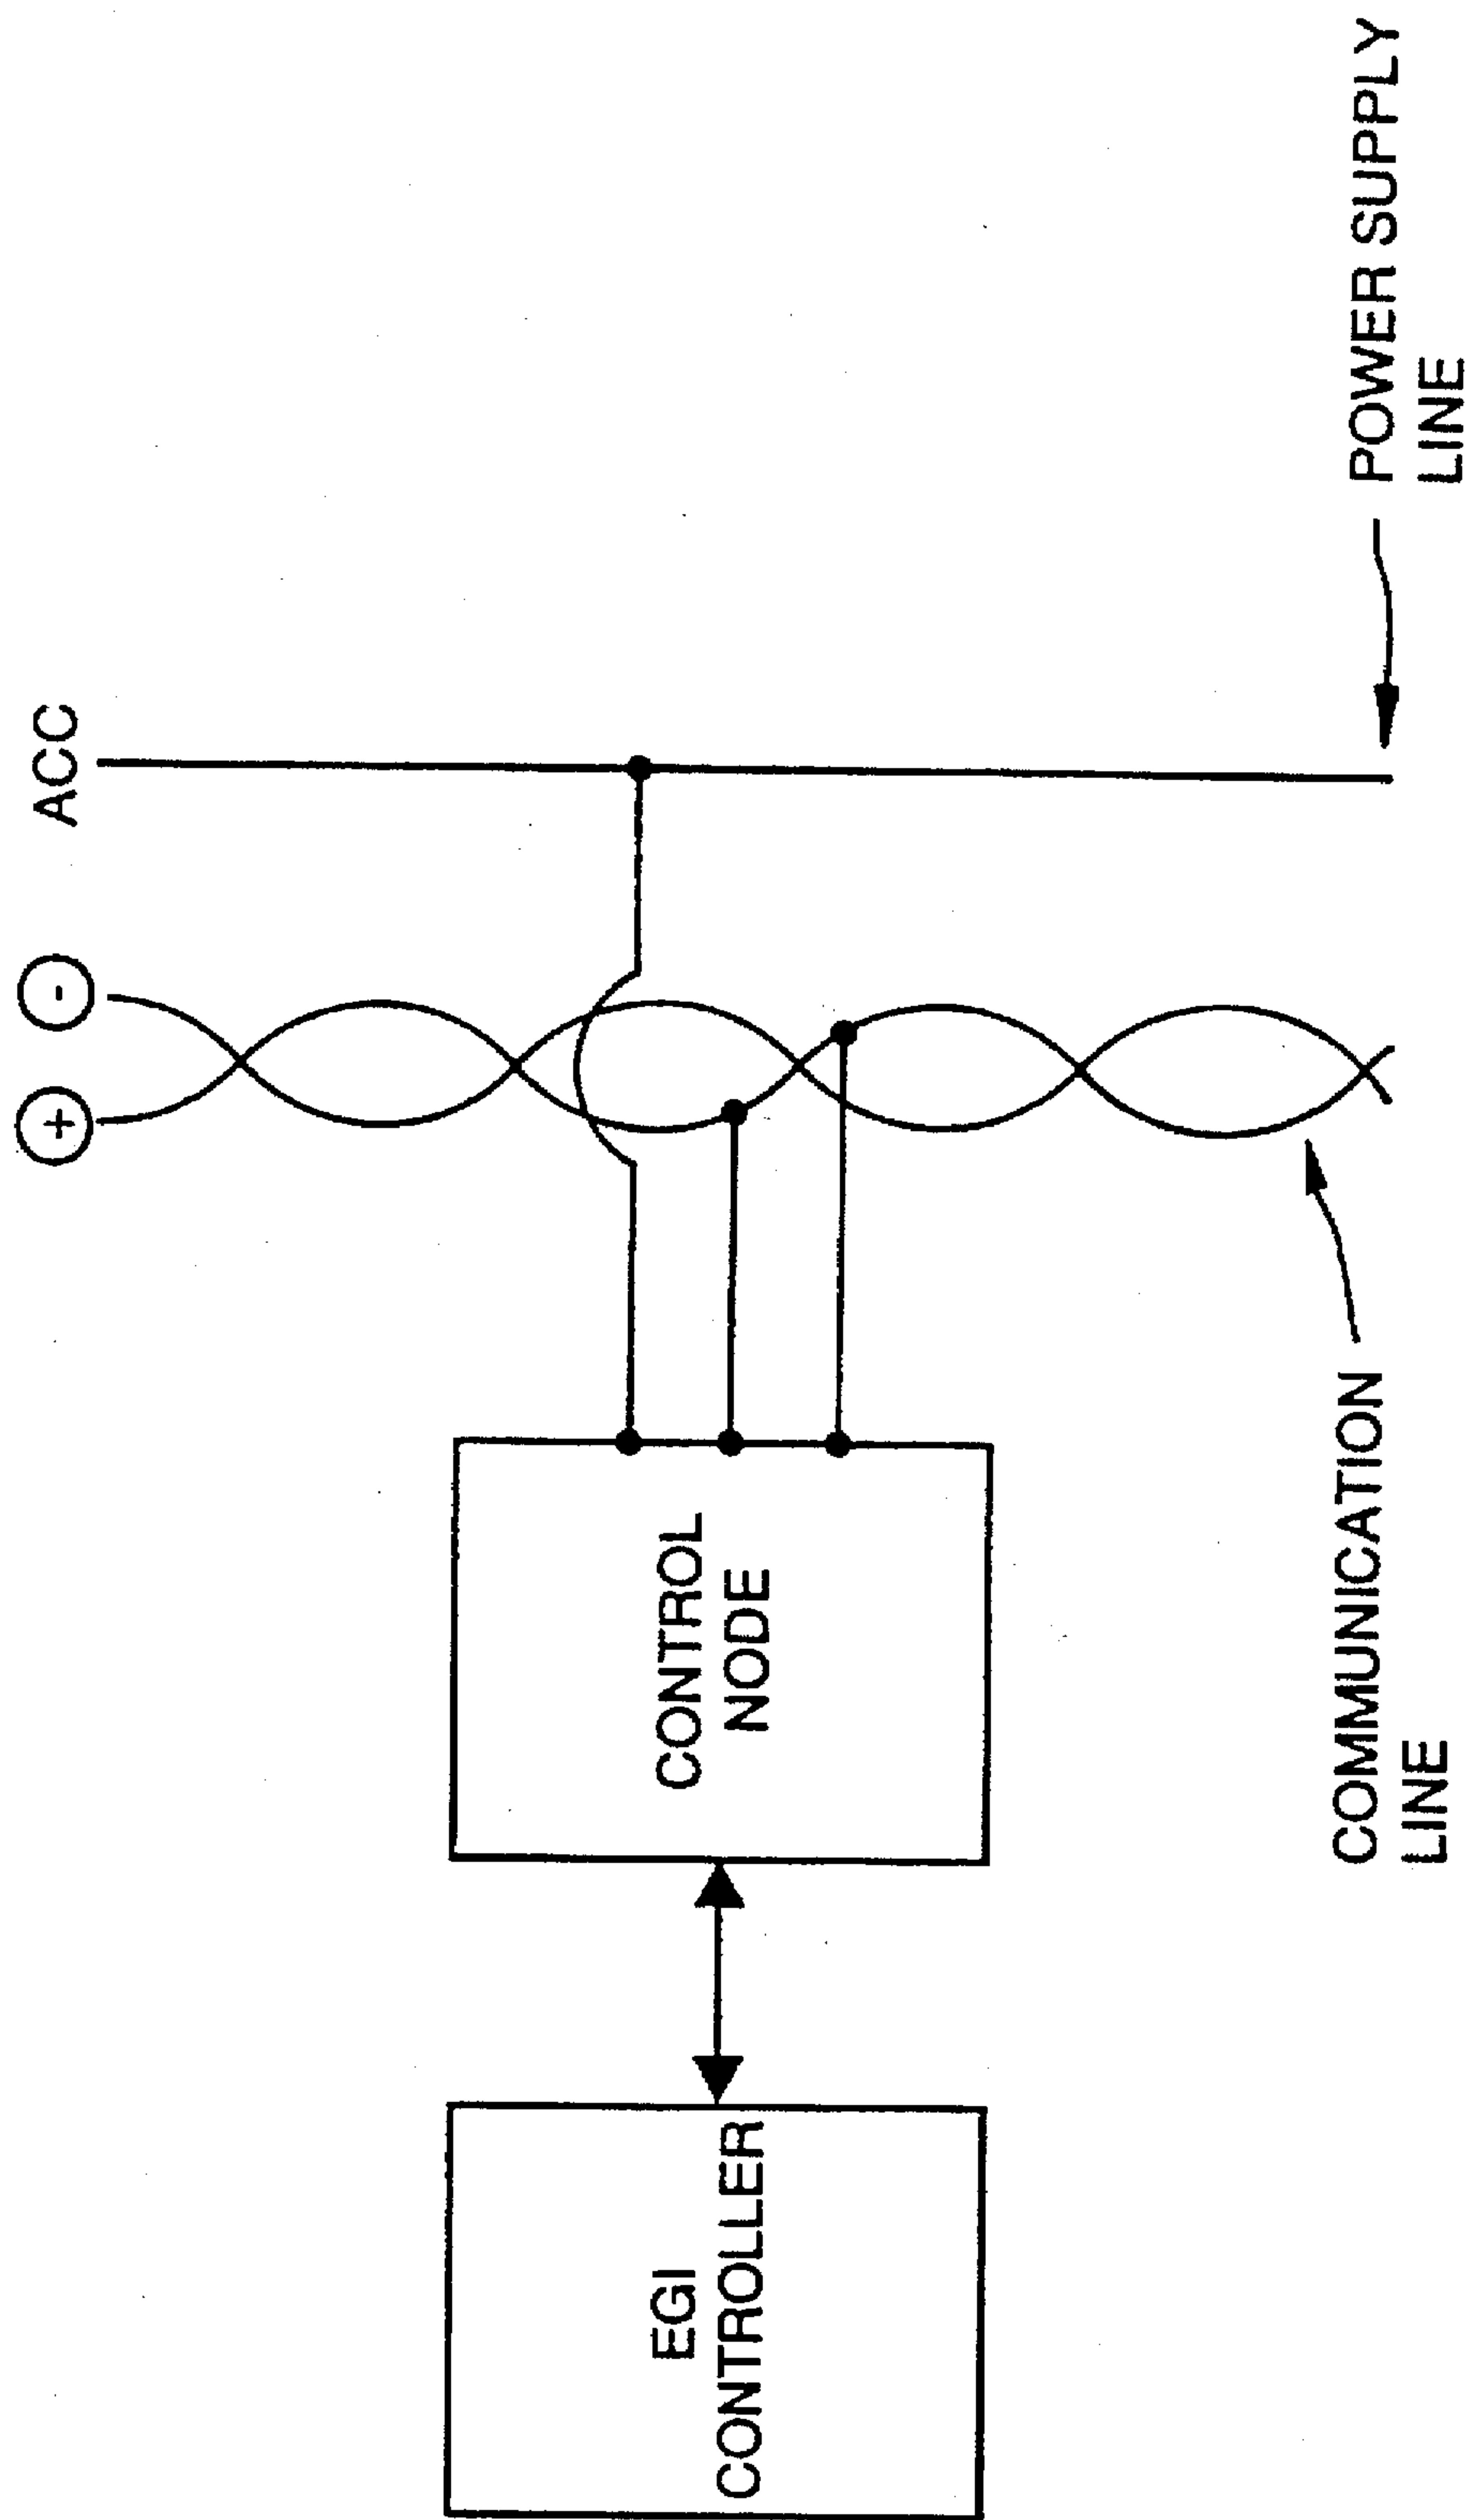 +
-
ACC
EGI
CONTROLLER
CONTROL
NODE
COMMUNICATION
LINE
POWER SUPPLY
LINE